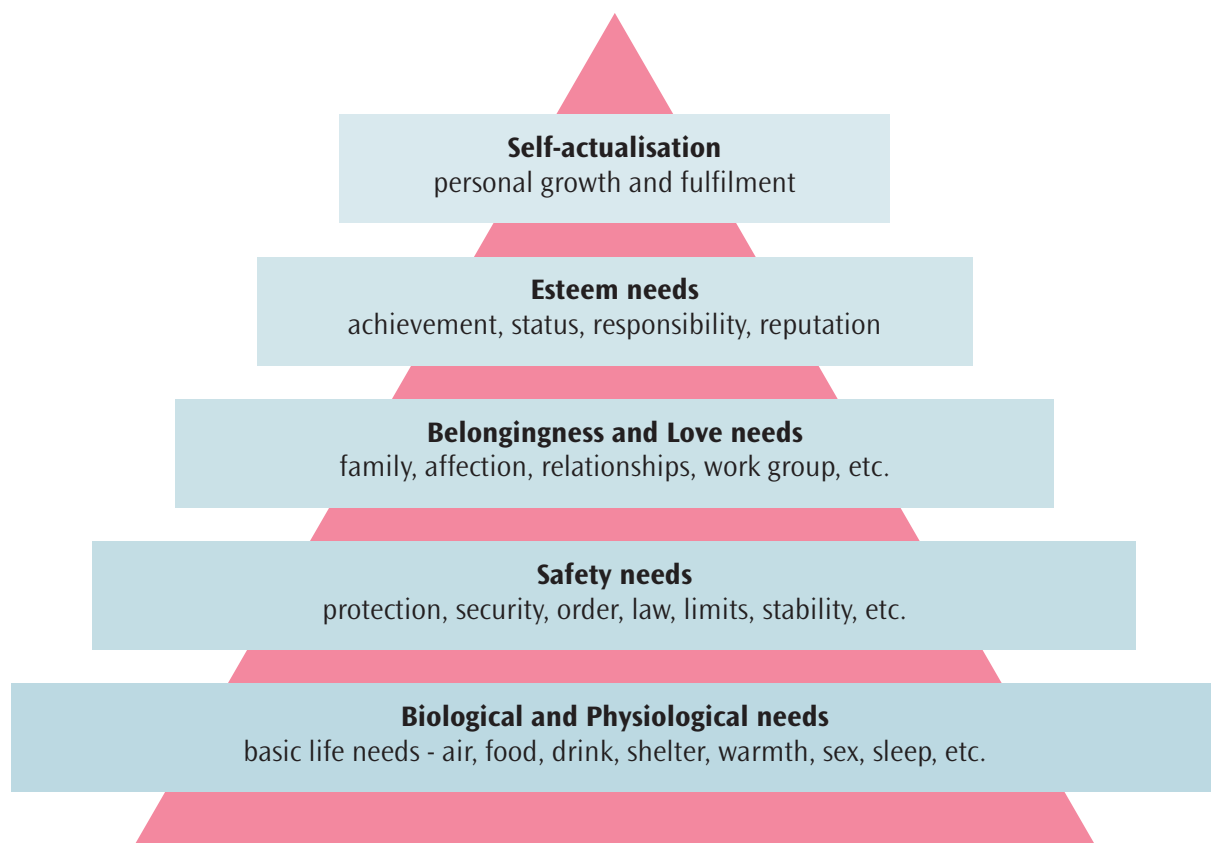 Self-actualisation
personal growth and fulfilment
Esteem needs
achievement, status, responsibility, reputation
Belongingness and Love needs
family, affection, relationships, work group, etc.
Safety needs
protection, security, order, law, limits, stability, etc.
Biological and Physiological needs
basic life needs - air, food, drink, shelter, warmth, sex, sleep, etc.